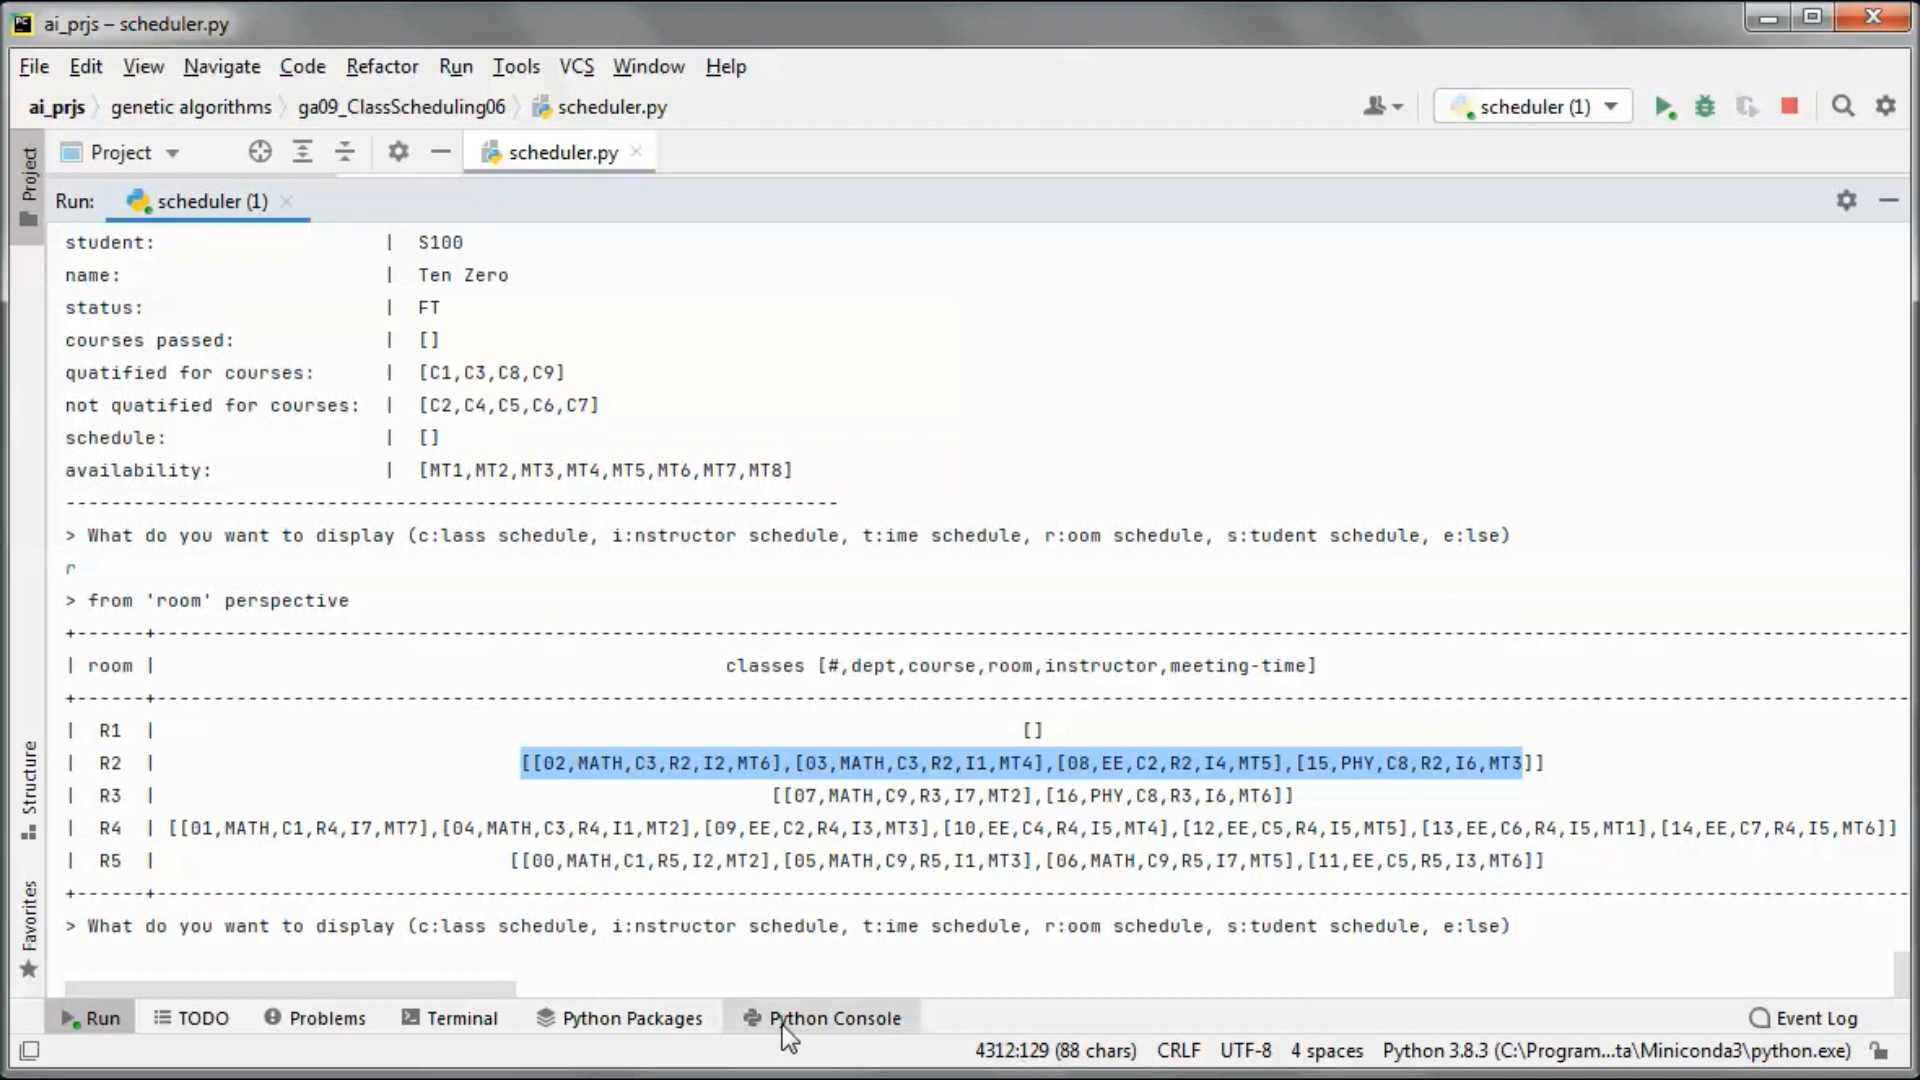 ai_prjs – scheduler.py
File Edit View Navigate Code Refactor Run Tools VCS Window Help
ai_prjs genetic algorithms ga09_ClassScheduling06 scheduler.py scheduler (1)
Project scheduler.py
Project
Run: scheduler (1)
student: | S100
name: | Ten Zero
status: | FT
courses passed: | []
quatified for courses: | [C1,C3,C8,C9]
not quatified for courses: | [C2,C4,C5,C6,C7]
schedule: | []
availability: | [MT1,MT2,MT3,MT4,MT5,MT6,MT7,MT8]
--------------------------------------------------------------------
> What do you want to display (c:lass schedule, i:nstructor schedule, t:ime schedule, r:oom schedule, s:tudent schedule, e:lse)
r
> from 'room' perspective
+------+-----------------------------------------------------------------------------------------------------------------------------------------------------------
| room | classes [#,dept,course,room,instructor,meeting-time]
+------+-----------------------------------------------------------------------------------------------------------------------------------------------------------
| R1 | []
| R2 | [[02,MATH,C3,R2,I2,MT6],[03,MATH,C3,R2,I1,MT4],[08,EE,C2,R2,I4,MT5],[15,PHY,C8,R2,I6,MT3]]
| R3 | [[07,MATH,C9,R3,I7,MT2],[16,PHY,C8,R3,I6,MT6]]
| R4 | [[01,MATH,C1,R4,I7,MT7],[04,MATH,C3,R4,I1,MT2],[09,EE,C2,R4,I3,MT3],[10,EE,C4,R4,I5,MT4],[12,EE,C5,R4,I5,MT5],[13,EE,C6,R4,I5,MT1],[14,EE,C7,R4,I5,MT6]]
| R5 | [[00,MATH,C1,R5,I2,MT2],[05,MATH,C9,R5,I1,MT3],[06,MATH,C9,R5,I7,MT5],[11,EE,C5,R5,I3,MT6]]
+------+-----------------------------------------------------------------------------------------------------------------------------------------------------------
> What do you want to display (c:lass schedule, i:nstructor schedule, t:ime schedule, r:oom schedule, s:tudent schedule, e:lse)
Structure
Favorites
Run TODO Problems Terminal Python Packages Python Console Event Log
4312:129 (88 chars) CRLF UTF-8 4 spaces Python 3.8.3 (C:\Program...ta\Miniconda3\python.exe)